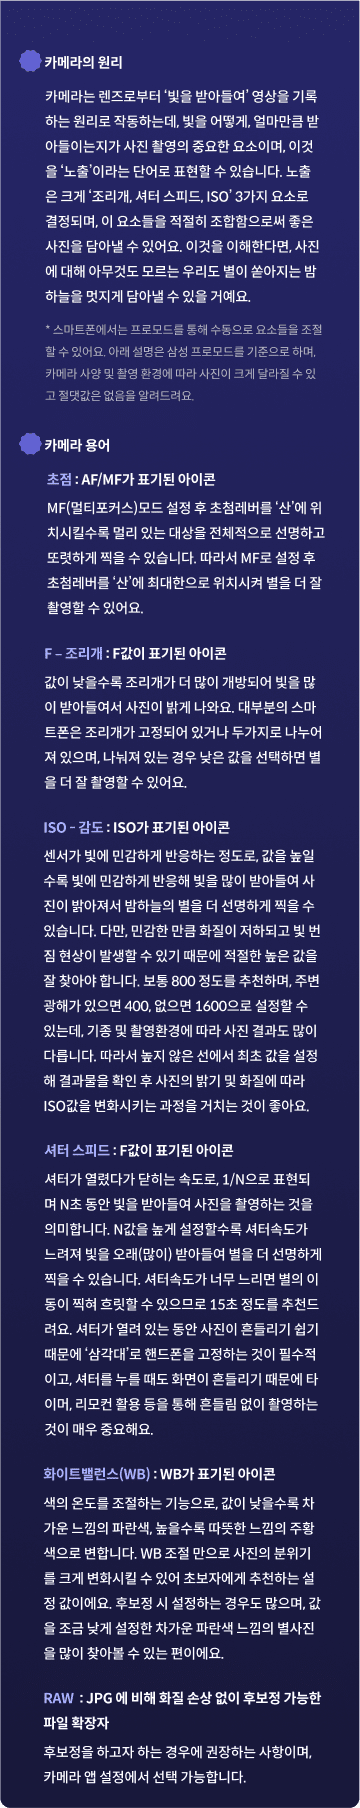 카메라의 원리
카메라는 렌즈로부터 ‘빛을 받아들여’ 영상을 기록
하는 원리로 작동하는데, 빛을 어떻게, 얼마만큼 받
아들이는지가 사진 촬영의 중요한 요소이며, 이것
을 ‘노출’이라는 단어로 표현할 수 있습니다. 노출
은 크게 ‘조리개, 셔터 스피드, ISO’ 3가지 요소로
결정되며, 이 요소들을 적절히 조합함으로써 좋은
사진을 담아낼 수 있어요. 이것을 이해한다면, 사진
에 대해 아무것도 모르는 우리도 별이 쏟아지는 밤
하늘을 멋지게 담아낼 수 있을 거예요.
* 스마트폰에서는 프로모드를 통해 수동으로 요소들을 조절
할 수 있어요. 아래 설명은 삼성 프로모드를 기준으로 하며,
카메라 사양 및 촬영 환경에 따라 사진이 크게 달라질 수 있
고 절댓값은 없음을 알려드려요.
카메라 용어
초점 : AF/MF가 표기된 아이콘
MF(멀티포커스)모드 설정 후 초첨레버를 ‘산’에 위
치시킬수록 멀리 있는 대상을 전체적으로 선명하고
또렷하게 찍을 수 있습니다. 따라서 MF로 설정 후
초첨레버를 ‘산’에 최대한으로 위치시켜 별을 더 잘
촬영할 수 있어요.
F – 조리개 : F값이 표기된 아이콘
값이 낮을수록 조리개가 더 많이 개방되어 빛을 많
이 받아들여서 사진이 밝게 나와요. 대부분의 스마
트폰은 조리개가 고정되어 있거나 두가지로 나누어
져 있으며, 나눠져 있는 경우 낮은 값을 선택하면 별
을 더 잘 촬영할 수 있어요.
ISO - 감도 : ISO가 표기된 아이콘
센서가 빛에 민감하게 반응하는 정도로, 값을 높일
수록 빛에 민감하게 반응해 빛을 많이 받아들여 사
진이 밝아져서 밤하늘의 별을 더 선명하게 찍을 수
있습니다. 다만, 민감한 만큼 화질이 저하되고 빛 번
짐 현상이 발생할 수 있기 때문에 적절한 높은 값을
잘 찾아야 합니다. 보통 800 정도를 추천하며, 주변
광해가 있으면 400, 없으면 1600으로 설정할 수
있는데, 기종 및 촬영환경에 따라 사진 결과도 많이
다릅니다. 따라서 높지 않은 선에서 최초 값을 설정
해 결과물을 확인 후 사진의 밝기 및 화질에 따라
ISO값을 변화시키는 과정을 거치는 것이 좋아요.
셔터 스피드 : F값이 표기된 아이콘
셔터가 열렸다가 닫히는 속도로, 1/N으로 표현되
며 N초 동안 빛을 받아들여 사진을 촬영하는 것을
의미합니다. N값을 높게 설정할수록 셔터속도가
느려져 빛을 오래(많이) 받아들여 별을 더 선명하게
찍을 수 있습니다. 셔터속도가 너무 느리면 별의 이
동이 찍혀 흐릿할 수 있으므로 15초 정도를 추천드
려요. 셔터가 열려 있는 동안 사진이 흔들리기 쉽기
때문에 ‘삼각대’로 핸드폰을 고정하는 것이 필수적
이고, 셔터를 누를 때도 화면이 흔들리기 때문에 타
이머, 리모컨 활용 등을 통해 흔들림 없이 촬영하는
것이 매우 중요해요.
화이트밸런스(WB) : WB가 표기된 아이콘
색의 온도를 조절하는 기능으로, 값이 낮을수록 차
가운 느낌의 파란색, 높을수록 따뜻한 느낌의 주황
색으로 변합니다. WB 조절 만으로 사진의 분위기
를 크게 변화시킬 수 있어 초보자에게 추천하는 설
정 값이에요. 후보정 시 설정하는 경우도 많으며, 값
을 조금 낮게 설정한 차가운 파란색 느낌의 별사진
을 많이 찾아볼 수 있는 편이에요.
RAW : JPG 에 비해 화질 손상 없이 후보정 가능한
파일 확장자
후보정을 하고자 하는 경우에 권장하는 사항이며,
카메라 앱 설정에서 선택 가능합니다.